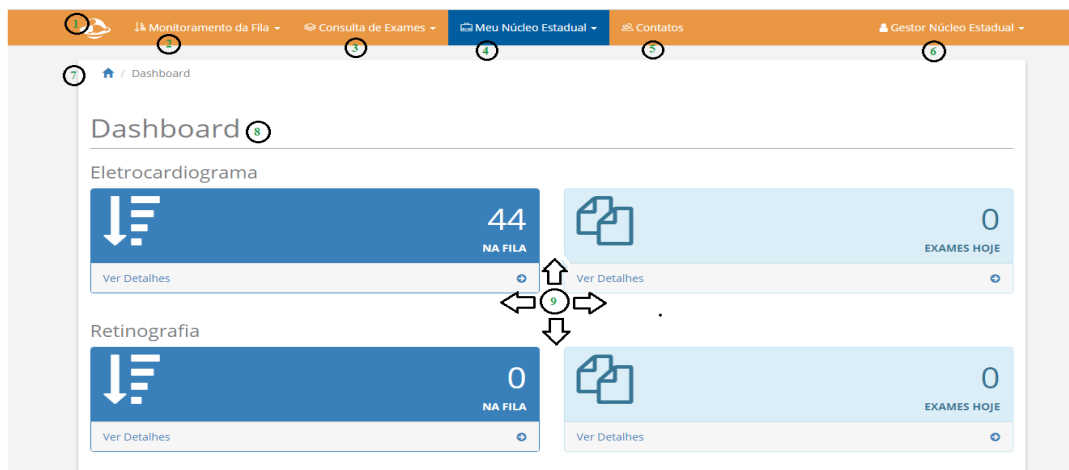 1 Monitoramento da Fila Consulta de Exames Meu Núcleo Estadual Contatos Gestor Núcleo Estadual
2 3 4 5 6
7 / Dashboard
Dashboard 8
Eletrocardiograma
44 0
NA FILA EXAMES HOJE
Ver Detalhes Ver Detalhes
9
Retinografia
0 0
NA FILA EXAMES HOJE
Ver Detalhes Ver Detalhes